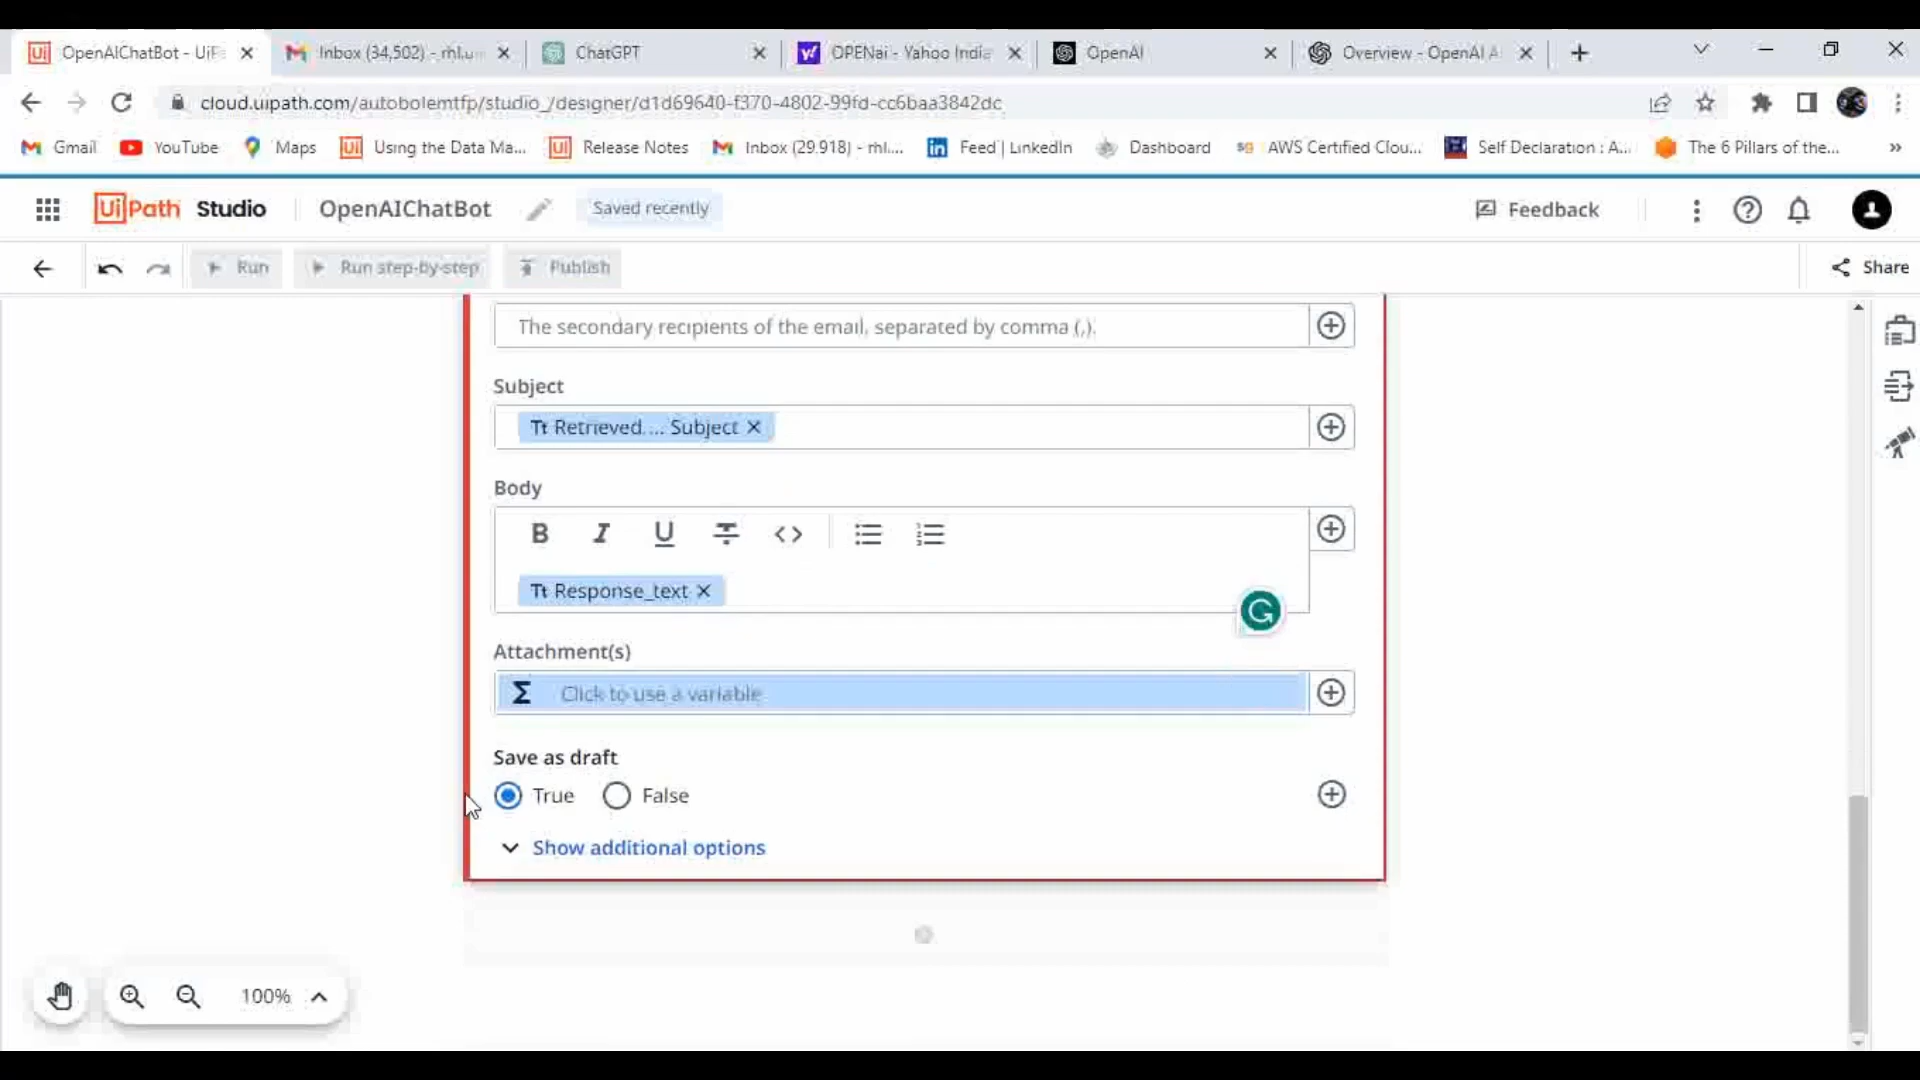 OpenAIChatBot - UiPa
Inbox (34,502) - rhl.um
ChatGPT
OPENai - Yahoo India
OpenAI
Overview - OpenAI A
cloud.uipath.com/autobolemtfp/studio_/designer/d1d69640-f370-4802-99fd-cc6baa3842dc
Gmail
YouTube
Maps
Using the Data Ma...
Release Notes
Inbox (29,918) - rhl....
Feed | LinkedIn
Dashboard
AWS Certified Clou...
Self Declaration : A...
The 6 Pillars of the...
UiPath Studio
OpenAIChatBot
Saved recently
Feedback
Run
Run step-by-step
Publish
Share
The secondary recipients of the email, separated by comma (,).
Subject
Tt Retrieved.... Subject
Body
B I U
Tt Response_text
Attachment(s)
Σ Click to use a variable
Save as draft
True False
Show additional options
100%